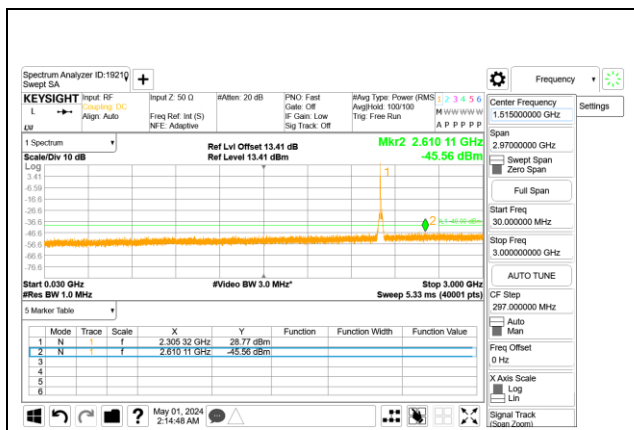 Spectrum Analyzer ID:19210
Swept SA
Frequency
Settings
KEYSIGHT
L
Input: RF
Coupling: DC
Align: Auto
Input Z: 50 Ω
Freq Ref: Int (S)
NFE: Adaptive
#Atten: 20 dB
PNO: Fast
Gate: Off
IF Gain: Low
Sig Track: Off
#Avg Type: Power (RMS
Avg|Hold: 100/100
Trig: Free Run
1 2 3 4 5 6
M W W W W W
A P P P P P
1 Spectrum
Scale/Div 10 dB
Ref Lvl Offset 13.41 dB
Ref Level 13.41 dBm
Mkr2 2.610 11 GHz
-45.56 dBm
Log
3.41
-6.59
-16.6
-26.6
-36.6
-46.6
-56.6
-66.6
-76.6
1
2
Start 0.030 GHz
#Res BW 1.0 MHz
#Video BW 3.0 MHz*
Stop 3.000 GHz
Sweep 5.33 ms (40001 pts)
5 Marker Table
Mode Trace Scale X Y Function Function Width Function Value
1 N 1 f 2.305 32 GHz 28.77 dBm
2 N 1 f 2.610 11 GHz -45.56 dBm
3
4
5
6
May 01, 2024
2:14:48 AM
Center Frequency
1.515000000 GHz
Span
2.97000000 GHz
Swept Span
Zero Span
Full Span
Start Freq
30.000000 MHz
Stop Freq
3.000000000 GHz
AUTO TUNE
CF Step
297.000000 MHz
Auto
Man
Freq Offset
0 Hz
X Axis Scale
Log
Lin
Signal Track
(Span Zoom)